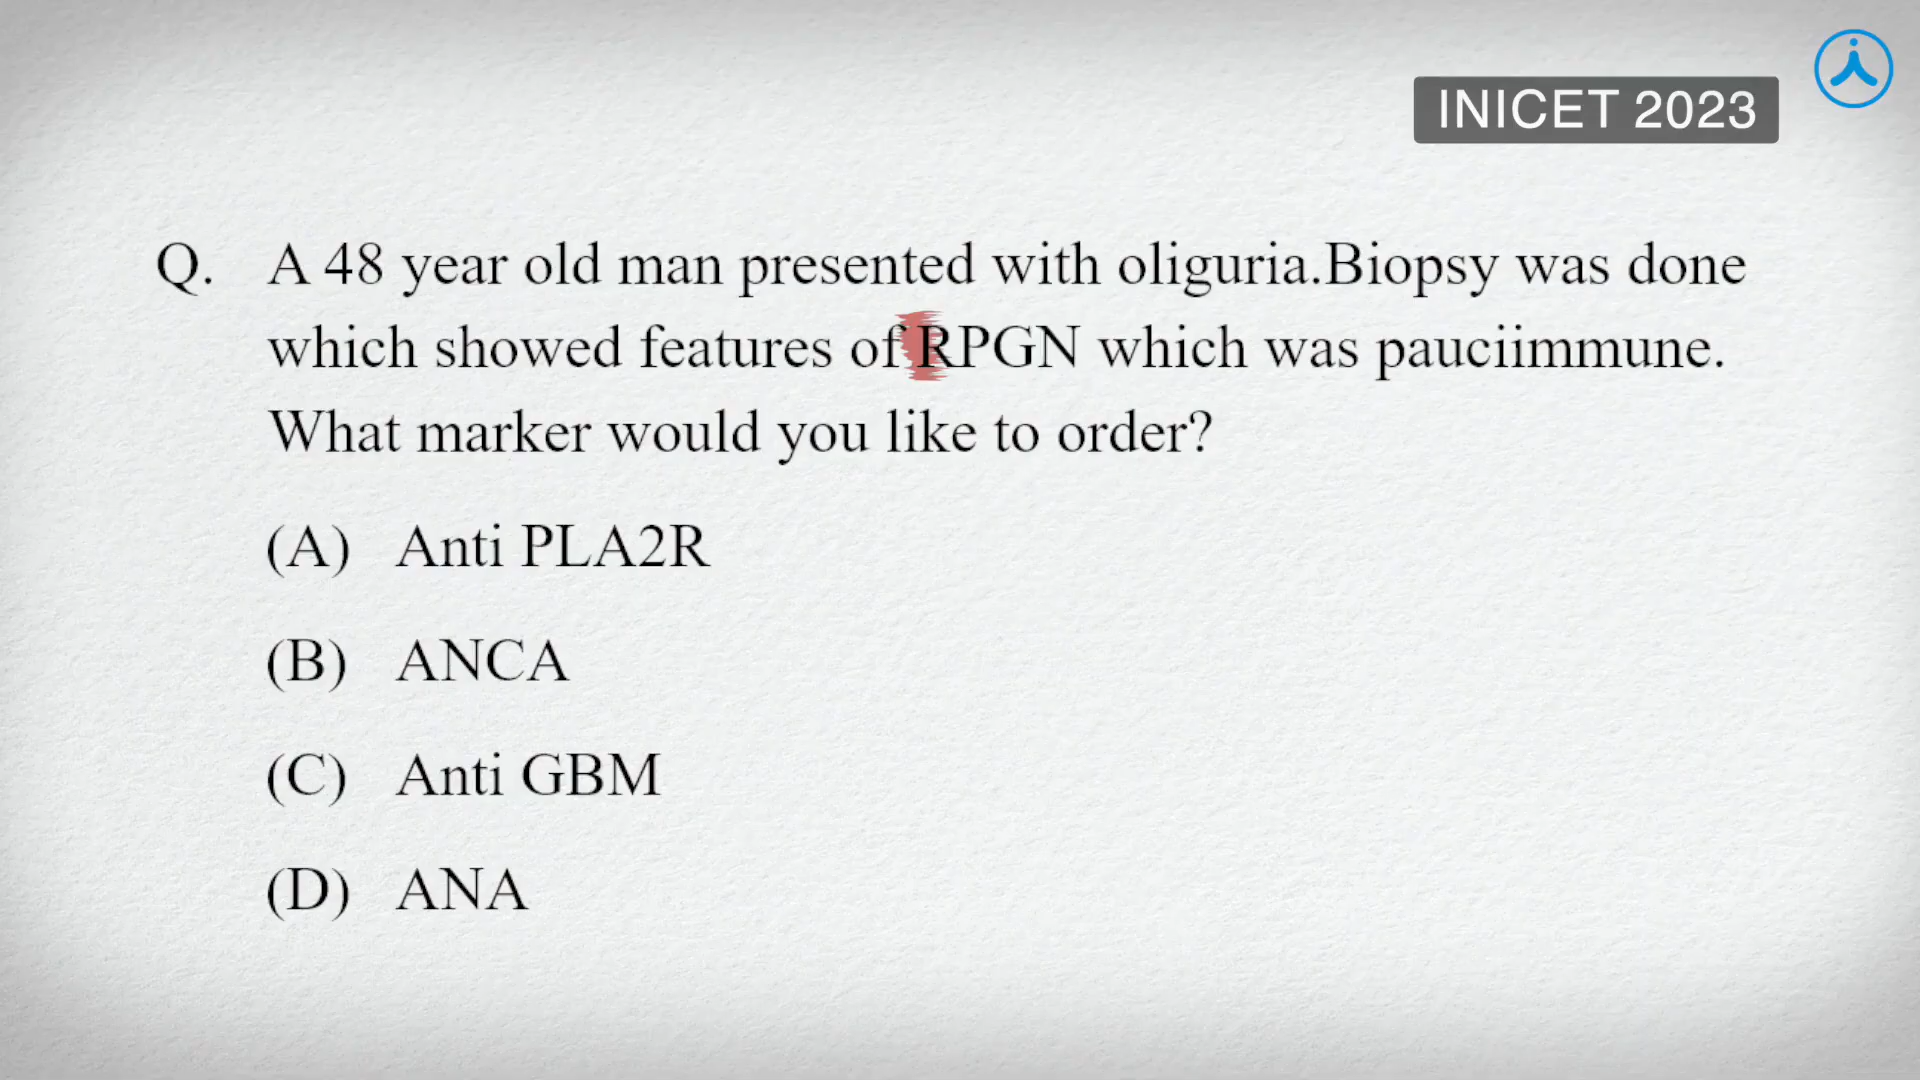 INICET 2023
Q. A 48 year old man presented with oliguria.Biopsy was done
which showed features of RPGN which was pauciimmune.
What marker would you like to order?
(A) Anti PLA2R
(B) ANCA
(C) Anti GBM
(D) ANA